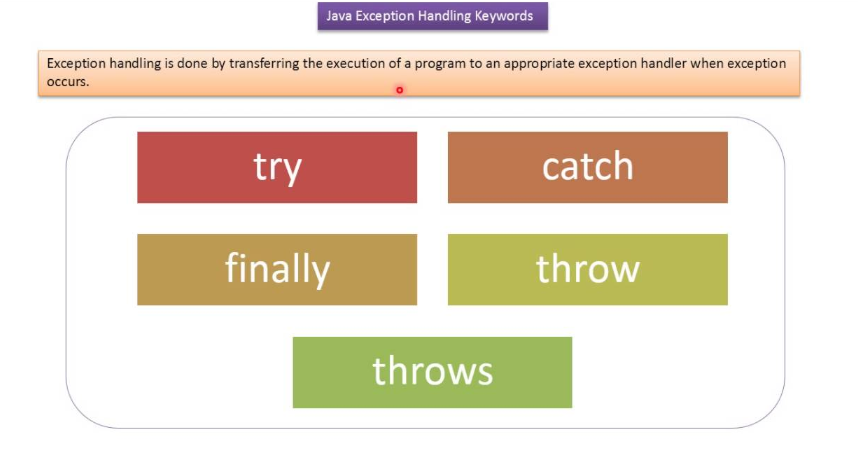 Java Exception Handling Keywords
Exception handling is done by transferring the execution of a program to an appropriate exception handler when exception
occurs.
try
catch
finally
throw
throws